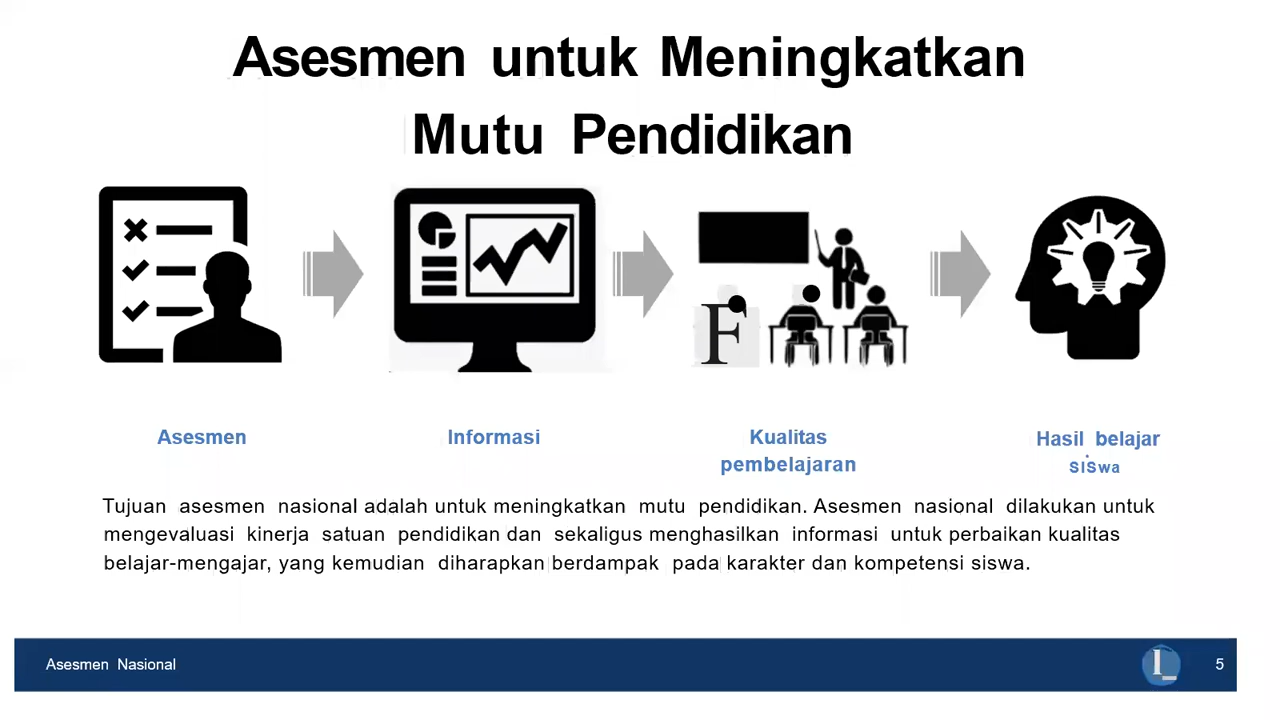 Asesmen untuk Meningkatkan
Mutu Pendidikan
F
Asesmen
Informasi
Kualitas
pembelajaran
Hasil belajar
siswa
Tujuan asesmen nasional adalah untuk meningkatkan mutu pendidikan. Asesmen nasional dilakukan untuk
mengevaluasi kinerja satuan pendidikan dan sekaligus menghasilkan informasi untuk perbaikan kualitas
belajar-mengajar, yang kemudian diharapkan berdampak pada karakter dan kompetensi siswa.
Asesmen Nasional
L_
5